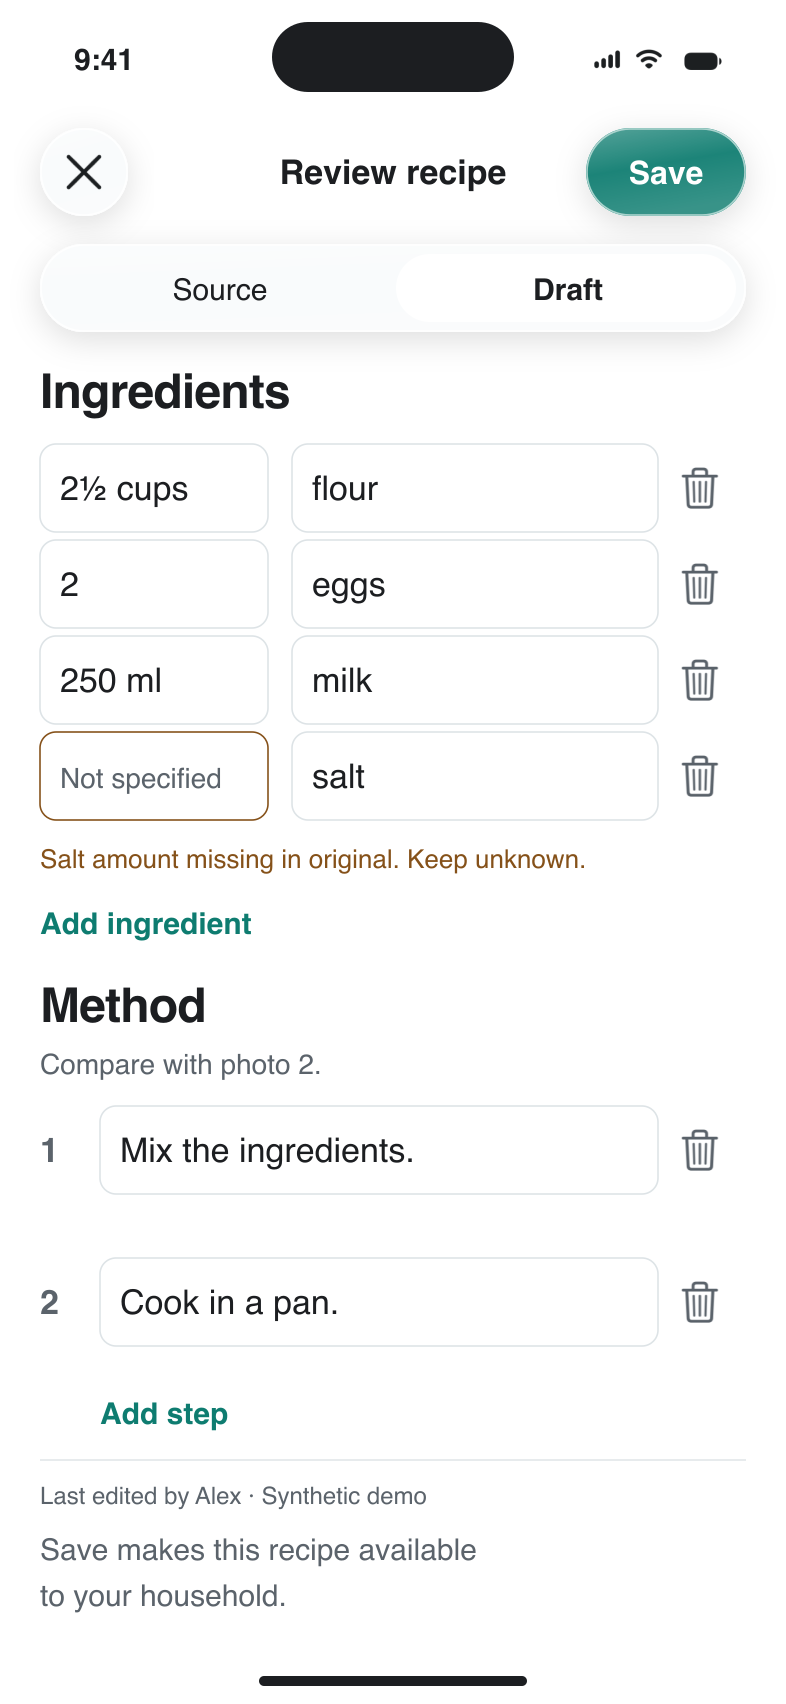 9:41
Review recipe
Save
Source
Draft
Ingredients
2½ cups
flour
2
eggs
250 ml
milk
Not specified
salt
Salt amount missing in original. Keep unknown.
Add ingredient
Method
Compare with photo 2.
1
Mix the ingredients.
2
Cook in a pan.
Add step
Last edited by Alex · Synthetic demo
Save makes this recipe available
to your household.